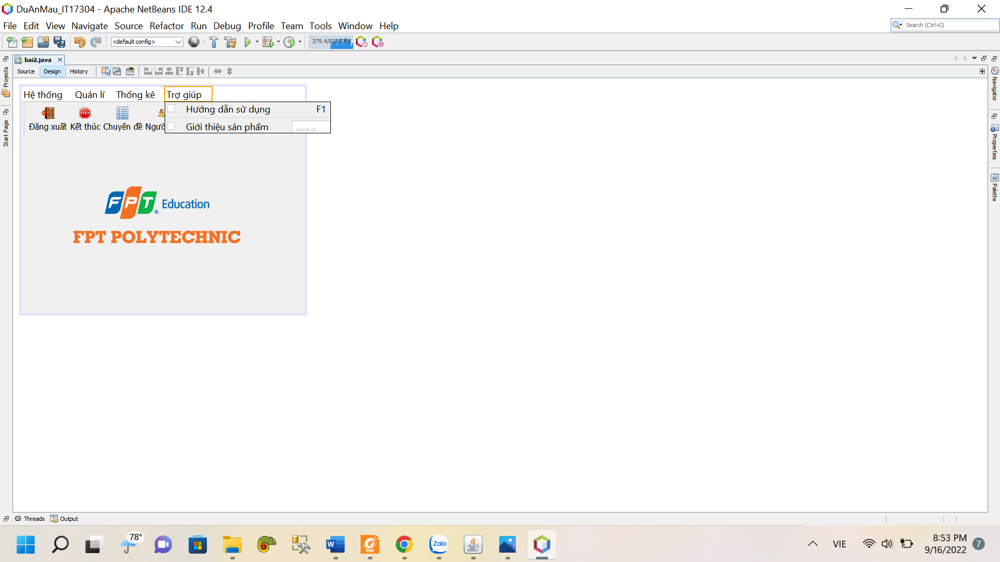 DuAnMau_IT17304 - Apache NetBeans IDE 12.4
File Edit View Navigate Source Refactor Run Debug Profile Team Tools Window Help
Search (Ctrl+I)
<default config>
379.4/828.5MB
bai2.java
Source Design History
Projects
Start Page
Navigator
Properties
Palette
Hệ thống Quản lí Thống kê Trợ giúp
Hướng dẫn sử dụng F1
Giới thiệu sản phẩm shortcut
STOP
Đăng xuất Kết thúc Chuyên đề Ngườ
FPT® Education
FPT POLYTECHNIC
Threads Output
78°
W
PDF
Zalo
VIE
8:53 PM
9/16/2022
7